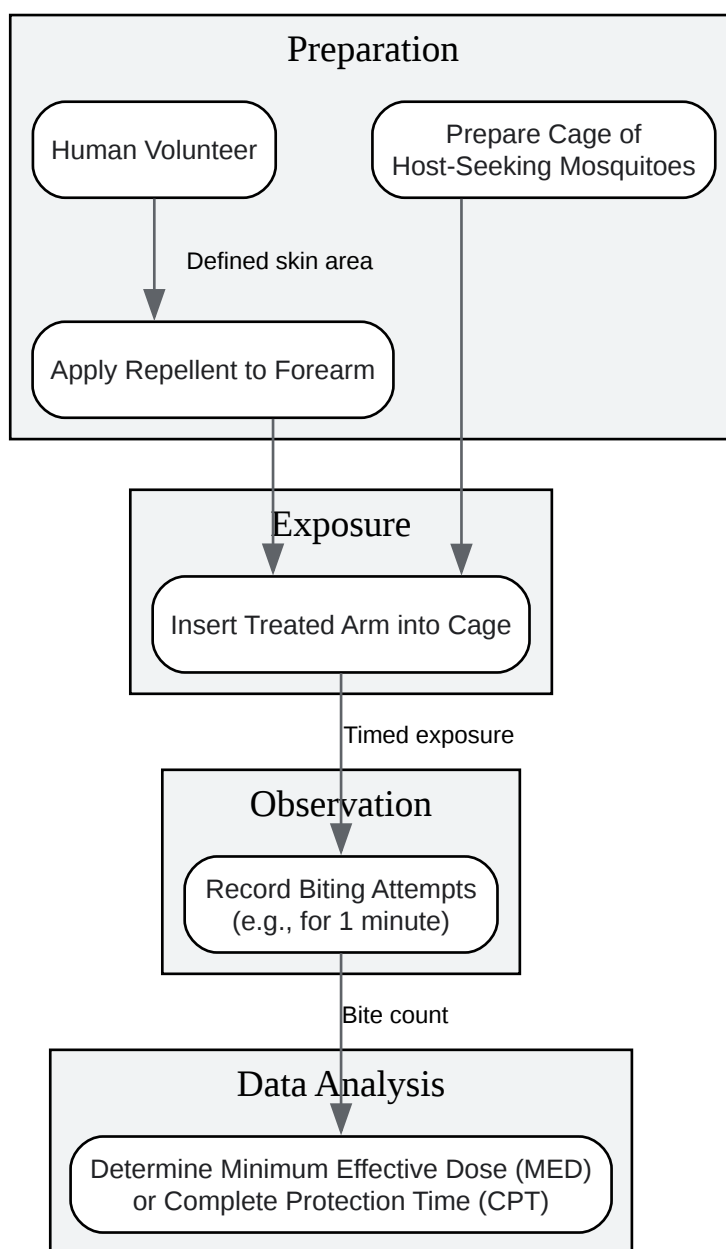 Preparation
Human Volunteer
Prepare Cage of
Host-Seeking Mosquitoes
Defined skin area
Apply Repellent to Forearm
Exposure
Insert Treated Arm into Cage
Timed exposure
Observation
Record Biting Attempts
(e.g., for 1 minute)
Bite count
Data Analysis
Determine Minimum Effective Dose (MED)
or Complete Protection Time (CPT)